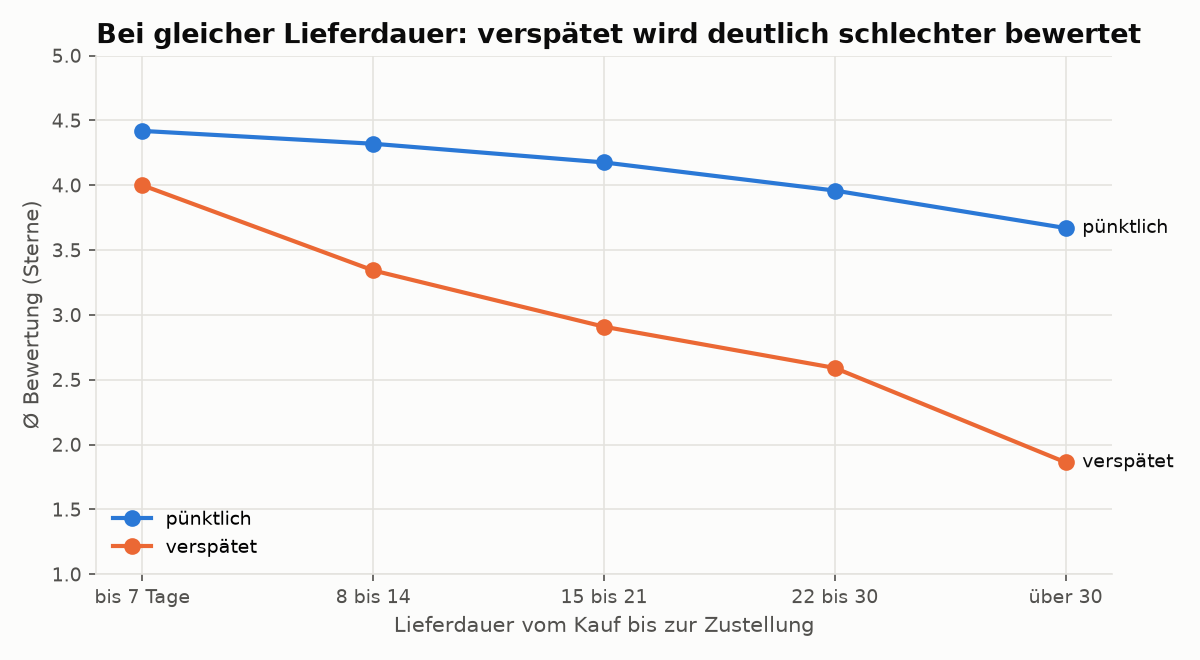 Bei gleicher Lieferdauer: verspätet wird deutlich schlechter bewertet
Ø Bewertung (Sterne)
5.0
4.5
4.0
3.5
3.0
2.5
2.0
1.5
1.0
pünktlich
verspätet
pünktlich
verspätet
bis 7 Tage
8 bis 14
15 bis 21
22 bis 30
über 30
Lieferdauer vom Kauf bis zur Zustellung